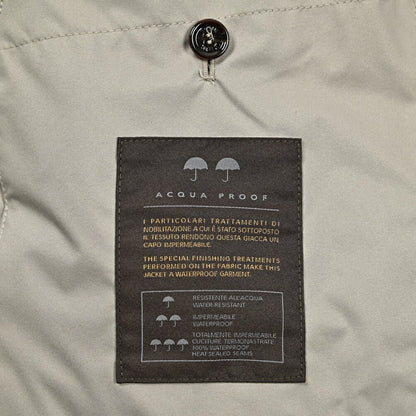 ACQUA PROOF
I PARTICOLARI TRATTAMENTI DI
NOBILITAZIONE A CUI È STATO SOTTOPOSTO
IL TESSUTO RENDONO QUESTA GIACCA UN
CAPO IMPERMEABILE.
THE SPECIAL FINISHING TREATMENTS
PERFORMED ON THE FABRIC MAKE THIS
JACKET A WATERPROOF GARMENT.
RESISTENTE ALL'ACQUA
WATER-RESISTANT
IMPERMEABILE
WATERPROOF
TOTALMENTE IMPERMEABILE
CUCITURE TERMONASTRATE
100% WATERPROOF
HEAT SEALED SEAMS